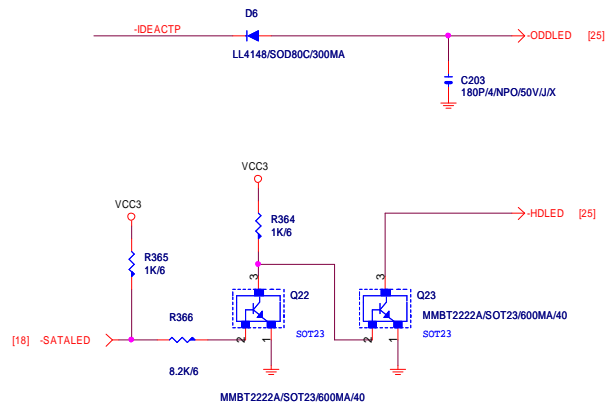 D6
-IDEACTP
-ODDLED [25]
LL4148/SOD80C/300MA
C203
180P/4/NPO/50V/J/X
VCC3
VCC3
R364
1K/6
-HDLED [25]
R365
1K/6
3
3
Q22
Q23
R366
MMBT2222A/SOT23/600MA/40
SOT23
SOT23
[18] -SATALED
2
1
2
1
8.2K/6
MMBT2222A/SOT23/600MA/40